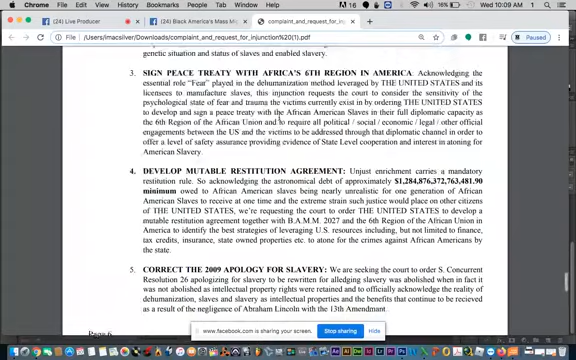 Chrome File Edit View History Bookmarks People Window Help
16% Wed 12:07 PM
(24) Live Producer
(24) Black America's Mass M
complaint_and_request_for_in
File /Users/imacsilver/Downloads/complaint_and_request_for_injunction%20(1).pdf
Paused
genetic situation and status of slaves and enabled slavery.
3. SIGN PEACE TREATY WITH AFRICA'S 6TH REGION IN AMERICA: Acknowledging the
essential role "Fear" played in the dehumanization method leveraged by THE UNITED STATES and its
licensees to manufacture slaves, this injunction requests the court to consider the sensitivity of the
psychological state of fear and trauma the victims currently exist in by ordering THE UNITED STATES
to develop and sign a peace treaty with the African American Slaves in their full diplomatic capacity as
the 6th Region of the African Union and to require all political / social / economic / legal / other official
engagements between the US and the victims to be addressed through that diplomatic channel in order to
offer a level of safety assurance providing evidence of State Level cooperation and interest in atoning for
American Slavery.
4. DEVELOP MUTABLE RESTITUTION AGREEMENT: Unjust enrichment carries a mandatory
restitution rule. So acknowledging the astronomical debt of approximately $1,284,876,372,763,481.90
minimum owed to African American slaves being nearly unrealistic for one generation of African
American Slaves to receive at one time and the extreme strain such justice would place on other citizens
of THE UNITED STATES, we're requesting the court to order THE UNITED STATES to develop a
mutable restitution agreement together with B.A.M.M. 2027 and the 6th Region of the African Union in
America to identify the best strategies of leveraging U.S. resources including, but not limited to finance,
tax credits, insurance, state owned properties etc. to atone for the crimes against African Americans by
the state.
5. CORRECT THE 2009 APOLOGY FOR SLAVERY: We are seeking the court to order S. Concurrent
Resolution 26 apologizing for slavery to be rewritten for alledging slavery was abolished when in fact it
was not abolished as intellectual property rights were retained and to officially acknowledge the reality of
dehumanization, slaves and slavery as intellectual properties and the benefits that continue to be recieved
as a result of the negligence of Abraham Lincoln with the 13th Amendment.
Page 6
www.facebook.com is sharing your screen. Stop sharing Hide